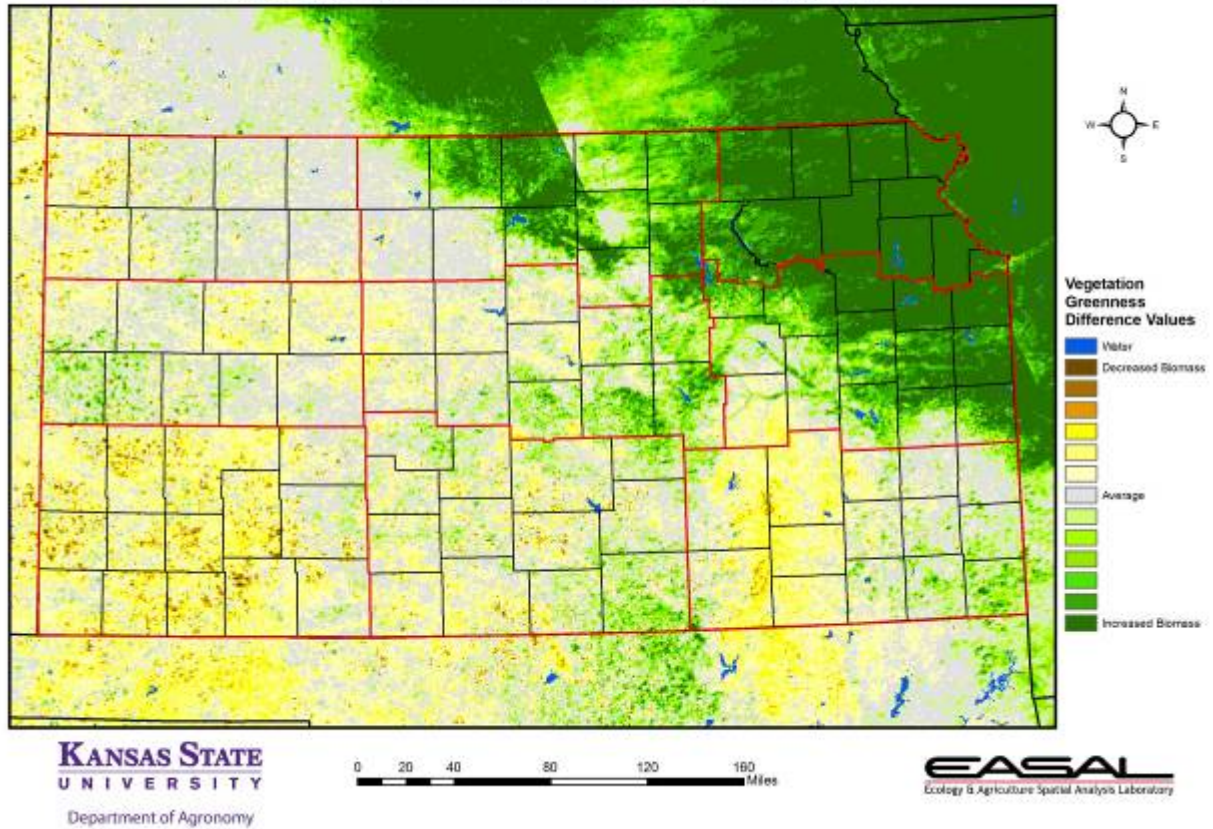 N
W E
S
Vegetation
Greenness
Difference Values
Water
Decreased Biomass
Average
Increased Biomass
KANSAS STATE
UNIVERSITY
Department of Agronomy
0 20 40 80 120 160
Miles
EASAL
Ecology & Agriculture Spatial Analysis Laboratory